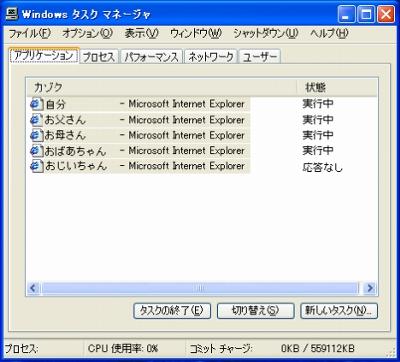 Windows タスク マネージャ
ファイル(F) オプション(O) 表示(V) ウィンドウ(W) シャットダウン(U) ヘルプ(H)
アプリケーション プロセス パフォーマンス ネットワーク ユーザー
カゾク 状態
自分 - Microsoft Internet Explorer 実行中
お父さん - Microsoft Internet Explorer 実行中
お母さん - Microsoft Internet Explorer 実行中
おばあちゃん - Microsoft Internet Explorer 実行中
おじいちゃん - Microsoft Internet Explorer 応答なし
タスクの終了(E) 切り替え(S) 新しいタスク(N)...
プロセス: CPU 使用率: 0% コミット チャージ: 0KB / 559112KB